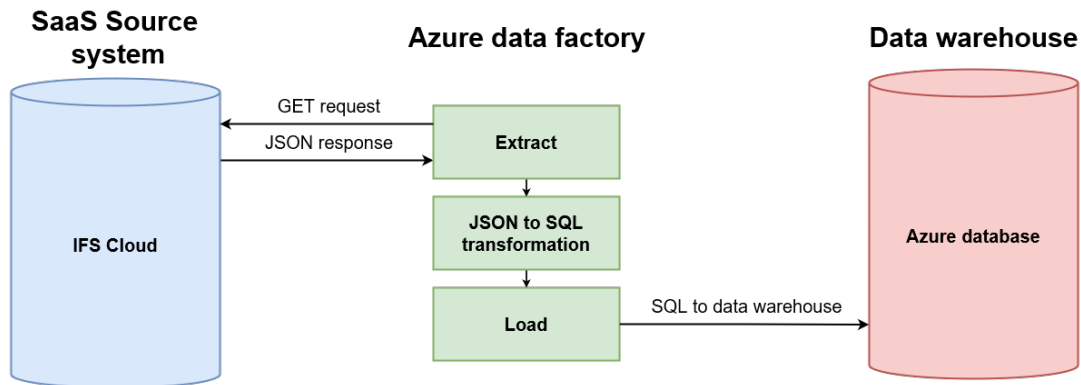 SaaS Source
system
Azure data factory
Data warehouse
GET request
JSON response
Extract
JSON to SQL
transformation
IFS Cloud
Azure database
Load
SQL to data warehouse